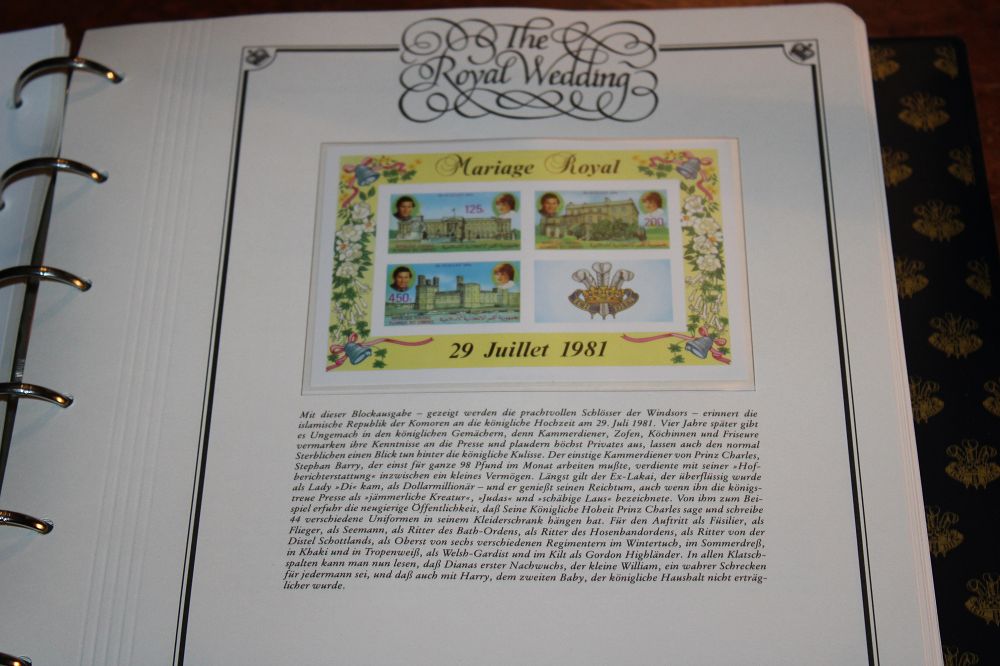 The
Royal Wedding
Mariage Royal
125
200
450
29 Juillet 1981
Mit dieser Blockausgabe – gezeigt werden die prachtvollen Schlösser der Windsors – erinnert die
islamische Republik der Komoren an die königliche Hochzeit am 29. Juli 1981. Vier Jahre später gibt
es Ungemach in den königlichen Gemächern, denn Kammerdiener, Zofen, Köchinnen und Friseure
vermarken ihre Kenntnisse an die Presse und plaudern höchst Privates aus, lassen auch den normal
Sterblichen einen Blick tun hinter die königliche Kulisse. Der einstige Kammerdiener von Prinz Charles,
Stephan Barry, der einst für ganze 98 Pfund im Monat arbeiten mußte, verdiente mit seiner »Hof-
berichterstattung« inzwischen ein kleines Vermögen. Längst gilt der Ex-Lakai, der überflüssig wurde
als Lady »Di« kam, als Dollarmillionär – und er genießt seinen Reichtum, auch wenn ihn die königs-
treue Presse als »jämmerliche Kreatur«, »Judas« und »schäbige Laus« bezeichnete. Von ihm zum Bei-
spiel erfuhr die neugierige Öffentlichkeit, daß Seine Königliche Hoheit Prinz Charles sage und schreibe
44 verschiedene Uniformen in seinem Kleiderschrank hängen hat. Für den Auftritt als Füsilier, als
Flieger, als Seemann, als Ritter des Bath-Ordens, als Ritter des Hosenbandordens, als Ritter von der
Distel Schottlands, als Oberst von sechs verschiedenen Regimentern im Wintertuch, im Sommerdreß,
in Khaki und in Tropenweiß, als Welsh-Gardist und im Kilt als Gordon Highländer. In allen Klatsch-
spalten kann man nun lesen, daß Dianas erster Nachwuchs, der kleine William, ein wahrer Schrecken
für jedermann sei, und daß auch mit Harry, dem zweiten Baby, der königliche Haushalt nicht erträg-
licher wurde.